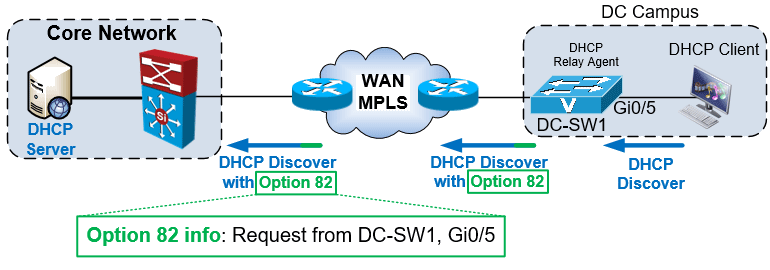 Core Network
DHCP
Server
Si
WAN
MPLS
DC Campus
DHCP
Relay Agent
DHCP Client
V
Gi0/5
DC-SW1
DHCP Discover
with Option 82
DHCP Discover
with Option 82
DHCP
Discover
Option 82 info: Request from DC-SW1, Gi0/5